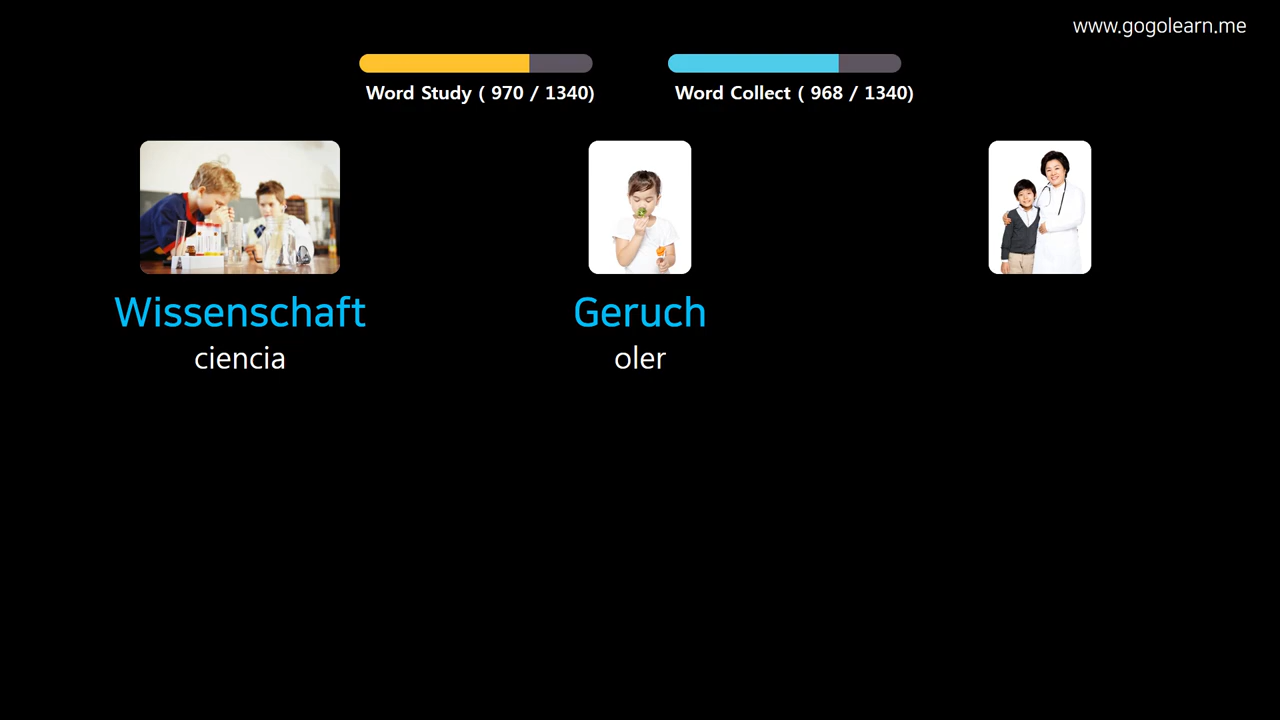 www.gogolearn.me
Word Study ( 970 / 1340)
Word Collect ( 968 / 1340)
Wissenschaft
ciencia
Geruch
oler